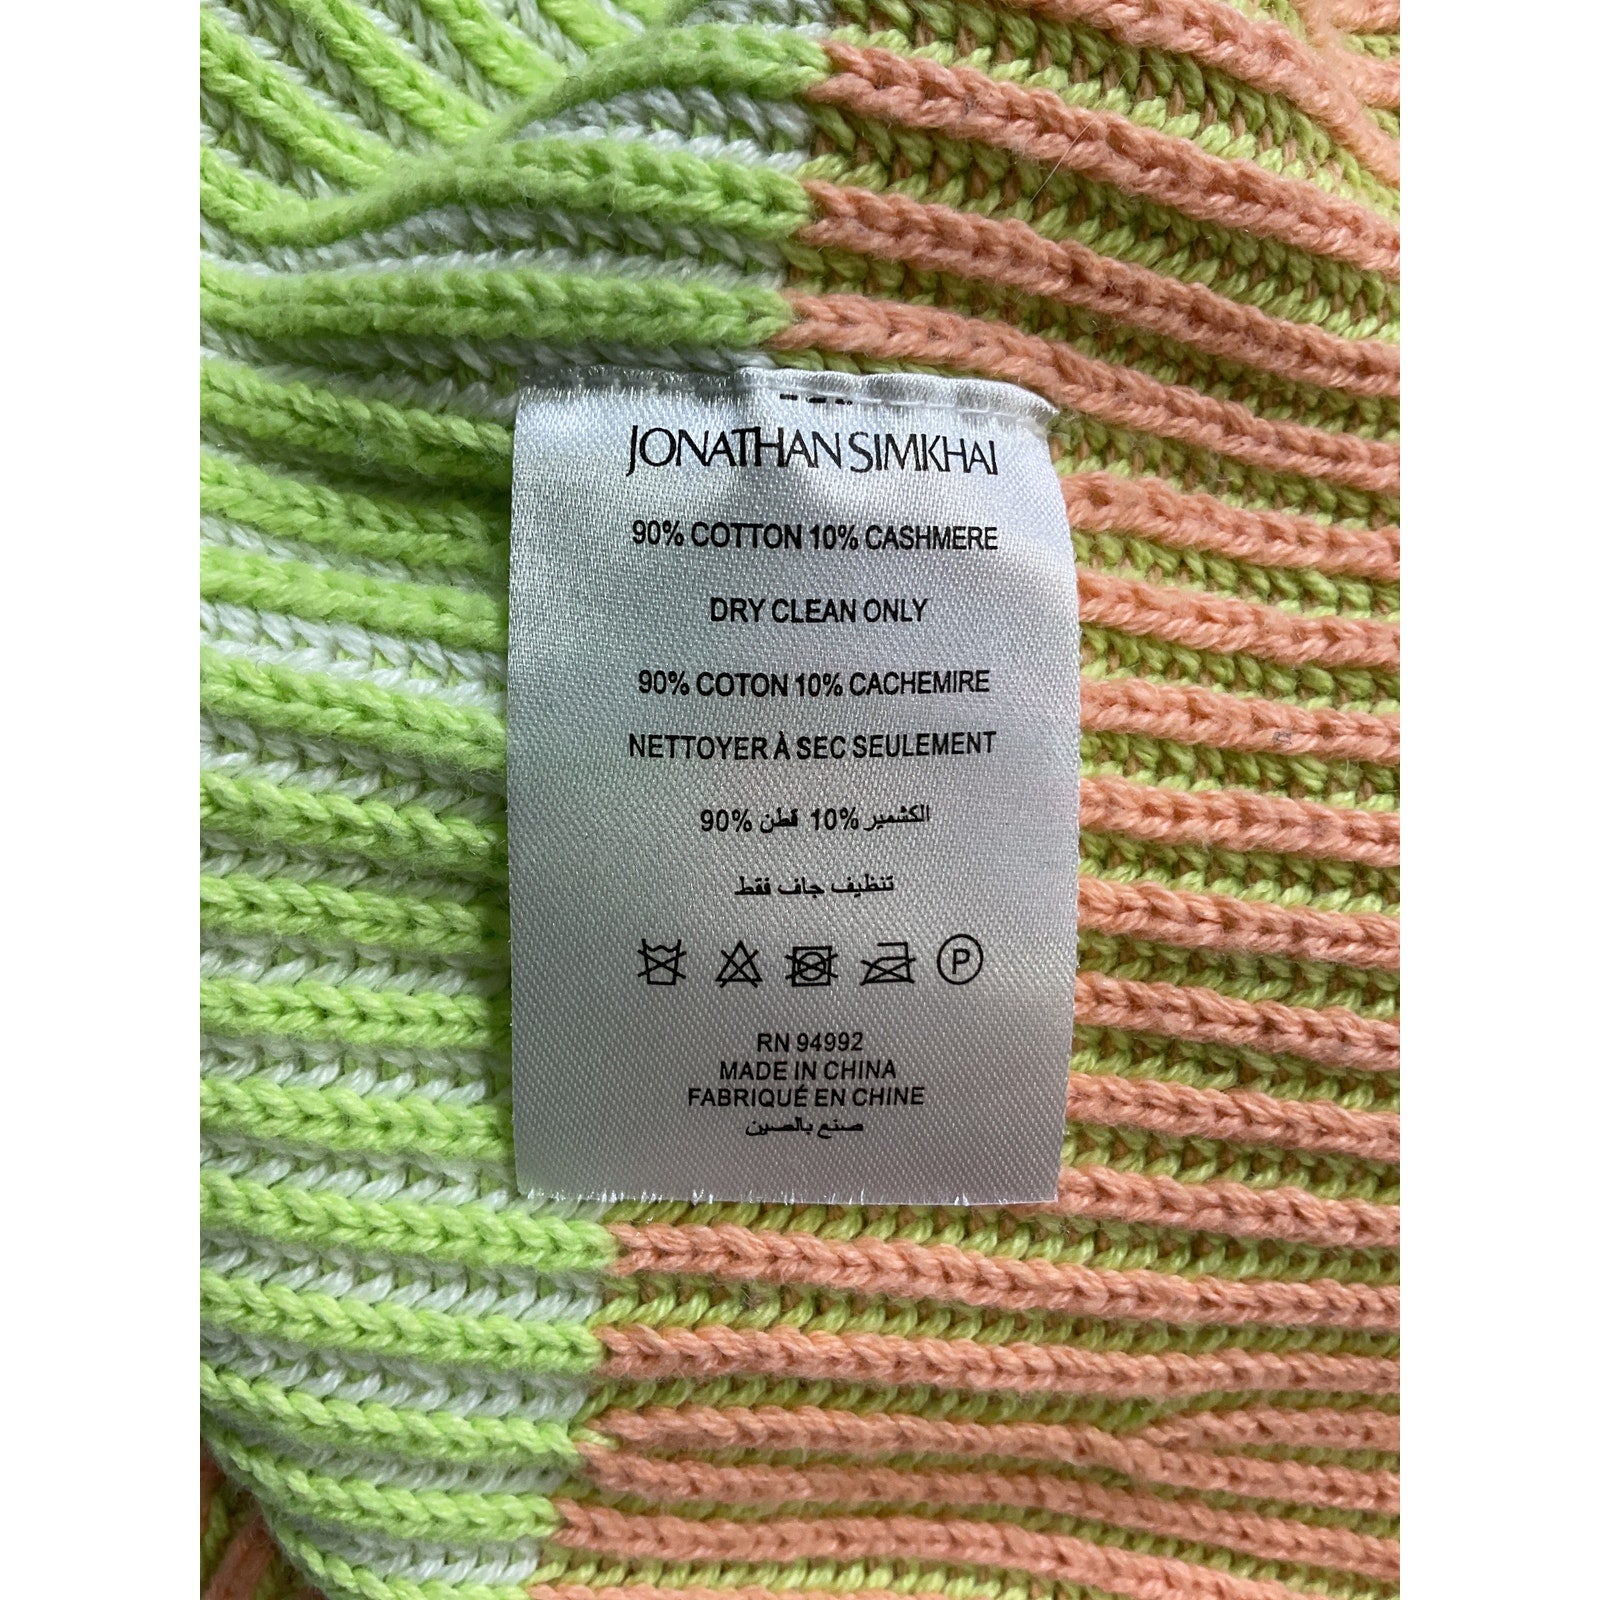 JONATHAN SIMKHAI
90% COTTON 10% CASHMERE
DRY CLEAN ONLY
90% COTON 10% CACHEMIRE
NETTOYER À SEC SEULEMENT
90% قطن 10% الكشمير
تنظيف جاف فقط
P
RN 94992
MADE IN CHINA
FABRIQUÉ EN CHINE
صنع بالصين